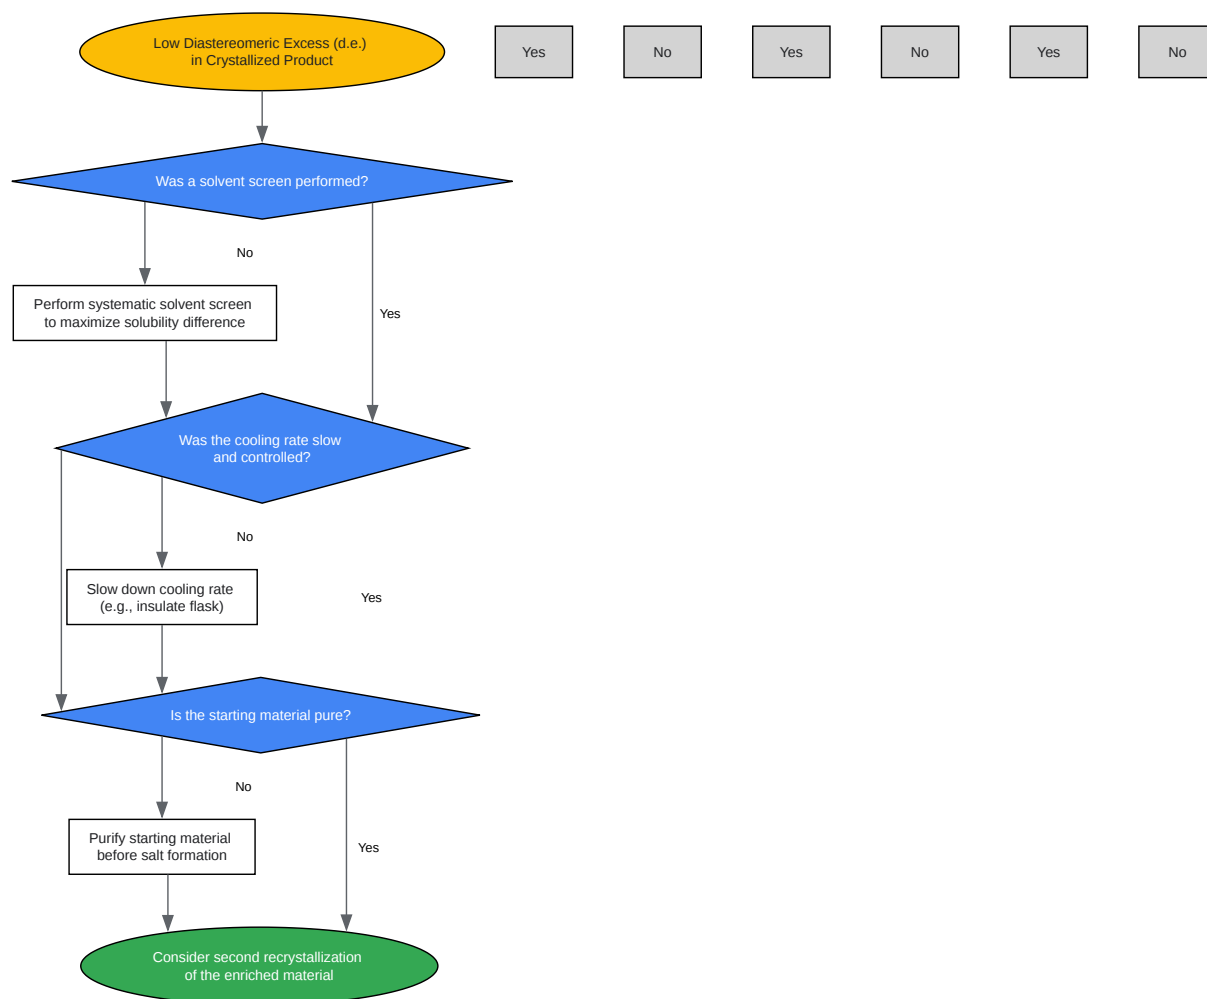 Low Diastereomeric Excess (d.e.)
in Crystallized Product
Yes
No
Yes
No
Yes
No
Was a solvent screen performed?
No
Perform systematic solvent screen
to maximize solubility difference
Yes
Was the cooling rate slow
and controlled?
No
Slow down cooling rate
(e.g., insulate flask)
Yes
Is the starting material pure?
No
Purify starting material
before salt formation
Yes
Consider second recrystallization
of the enriched material